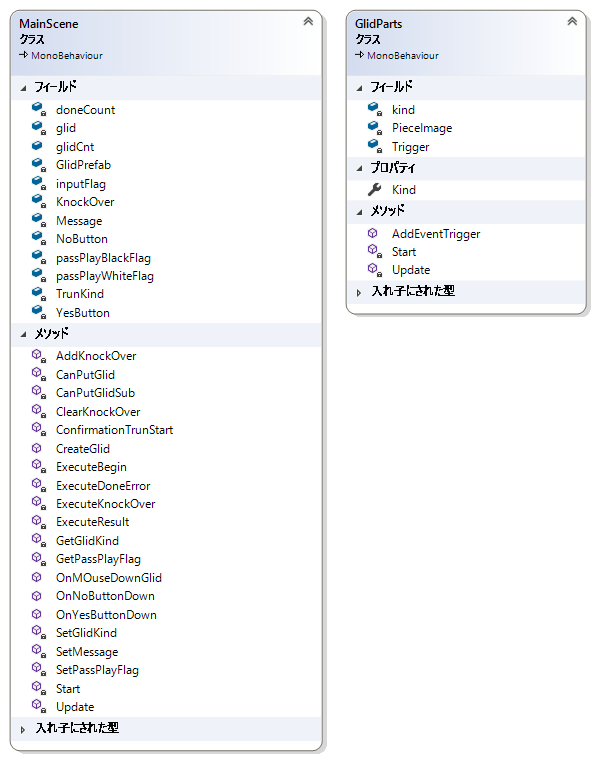 MainScene
クラス
MonoBehaviour
フィールド
doneCount
glid
glidCnt
GlidPrefab
inputFlag
KnockOver
Message
NoButton
passPlayBlackFlag
passPlayWhiteFlag
TrunKind
YesButton
メソッド
AddKnockOver
CanPutGlid
CanPutGlidSub
ClearKnockOver
ConfirmationTrunStart
CreateGlid
ExecuteBegin
ExecuteDoneError
ExecuteKnockOver
ExecuteResult
GetGlidKind
GetPassPlayFlag
OnMOuseDownGlid
OnNoButtonDown
OnYesButtonDown
SetGlidKind
SetMessage
SetPassPlayFlag
Start
Update
入れ子にされた型
GlidParts
クラス
MonoBehaviour
フィールド
kind
PieceImage
Trigger
プロパティ
Kind
メソッド
AddEventTrigger
Start
Update
入れ子にされた型